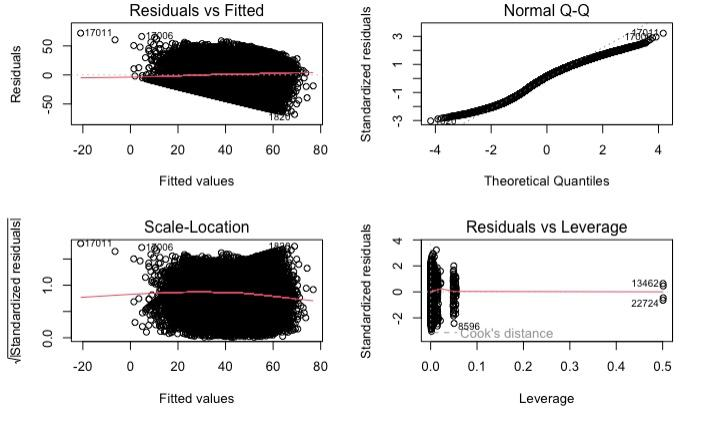 Residuals vs Fitted
Residuals
50
0
-50
17011
17006
1820
-20 0 20 40 60 80
Fitted values
Normal Q-Q
Standardized residuals
3
1
-1
-3
17011
17006
1820
-4 -2 0 2 4
Theoretical Quantiles
Scale-Location
√|Standardized residuals|
1.0
0.0
17011
17006
1820
-20 0 20 40 60 80
Fitted values
Residuals vs Leverage
Standardized residuals
4
2
0
-2
13462
22724
8596
Cook's distance
0.0 0.1 0.2 0.3 0.4 0.5
Leverage